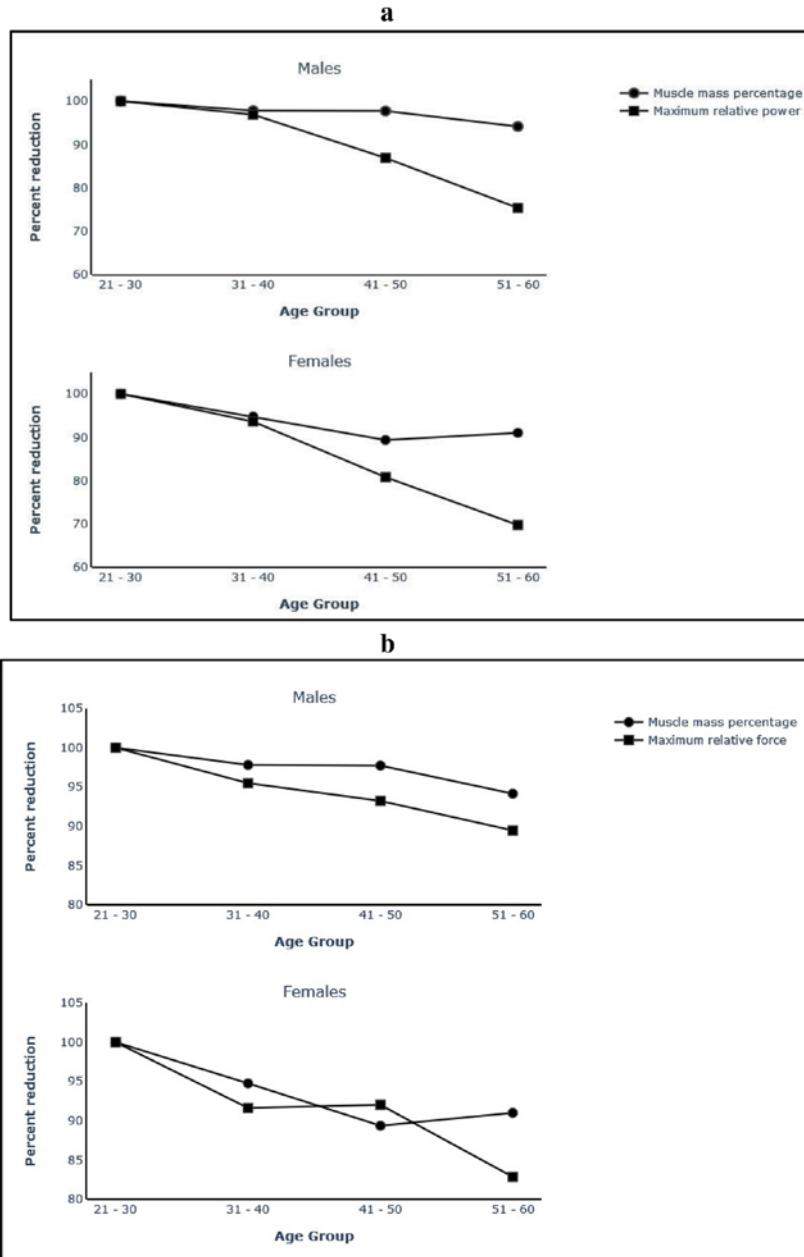 a
Males
Muscle mass percentage
Maximum relative power
Percent reduction
100
90
80
70
60
21 - 30 31 - 40 41 - 50 51 - 60
Age Group
Females
Percent reduction
100
90
80
70
60
21 - 30 31 - 40 41 - 50 51 - 60
Age Group
b
Males
Muscle mass percentage
Maximum relative force
Percent reduction
105
100
95
90
85
80
21 - 30 31 - 40 41 - 50 51 - 60
Age Group
Females
Percent reduction
105
100
95
90
85
80
21 - 30 31 - 40 41 - 50 51 - 60
Age Group